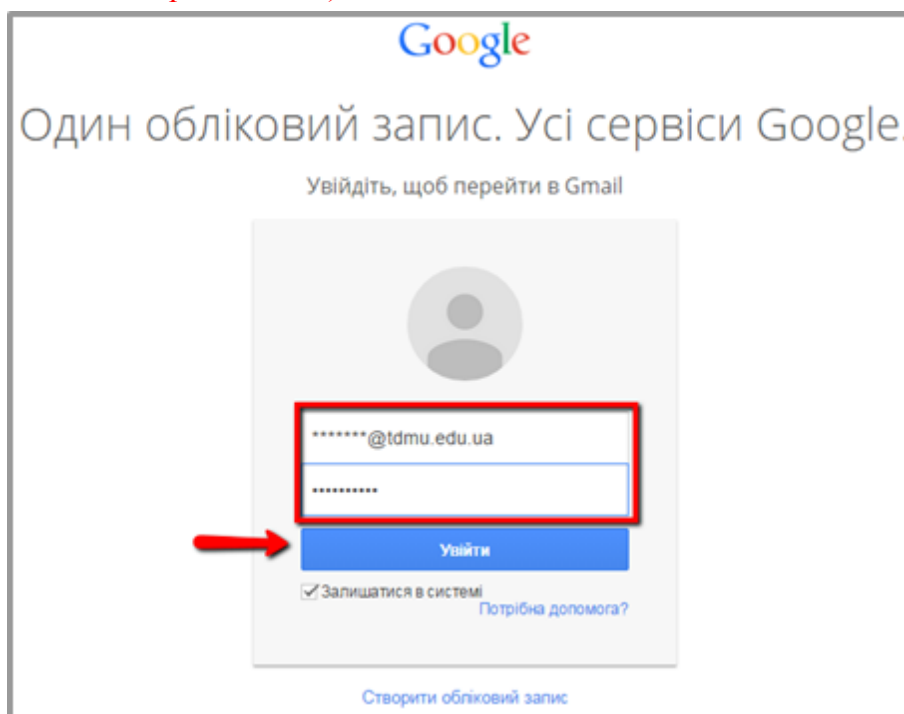 Google
Один обліковий запис. Усі сервіси Google.
Увійдіть, щоб перейти в Gmail
*******@tdmu.edu.ua
••••••••••
Увійти
Залишатися в системі
Потрібна допомога?
Створити обліковий запис